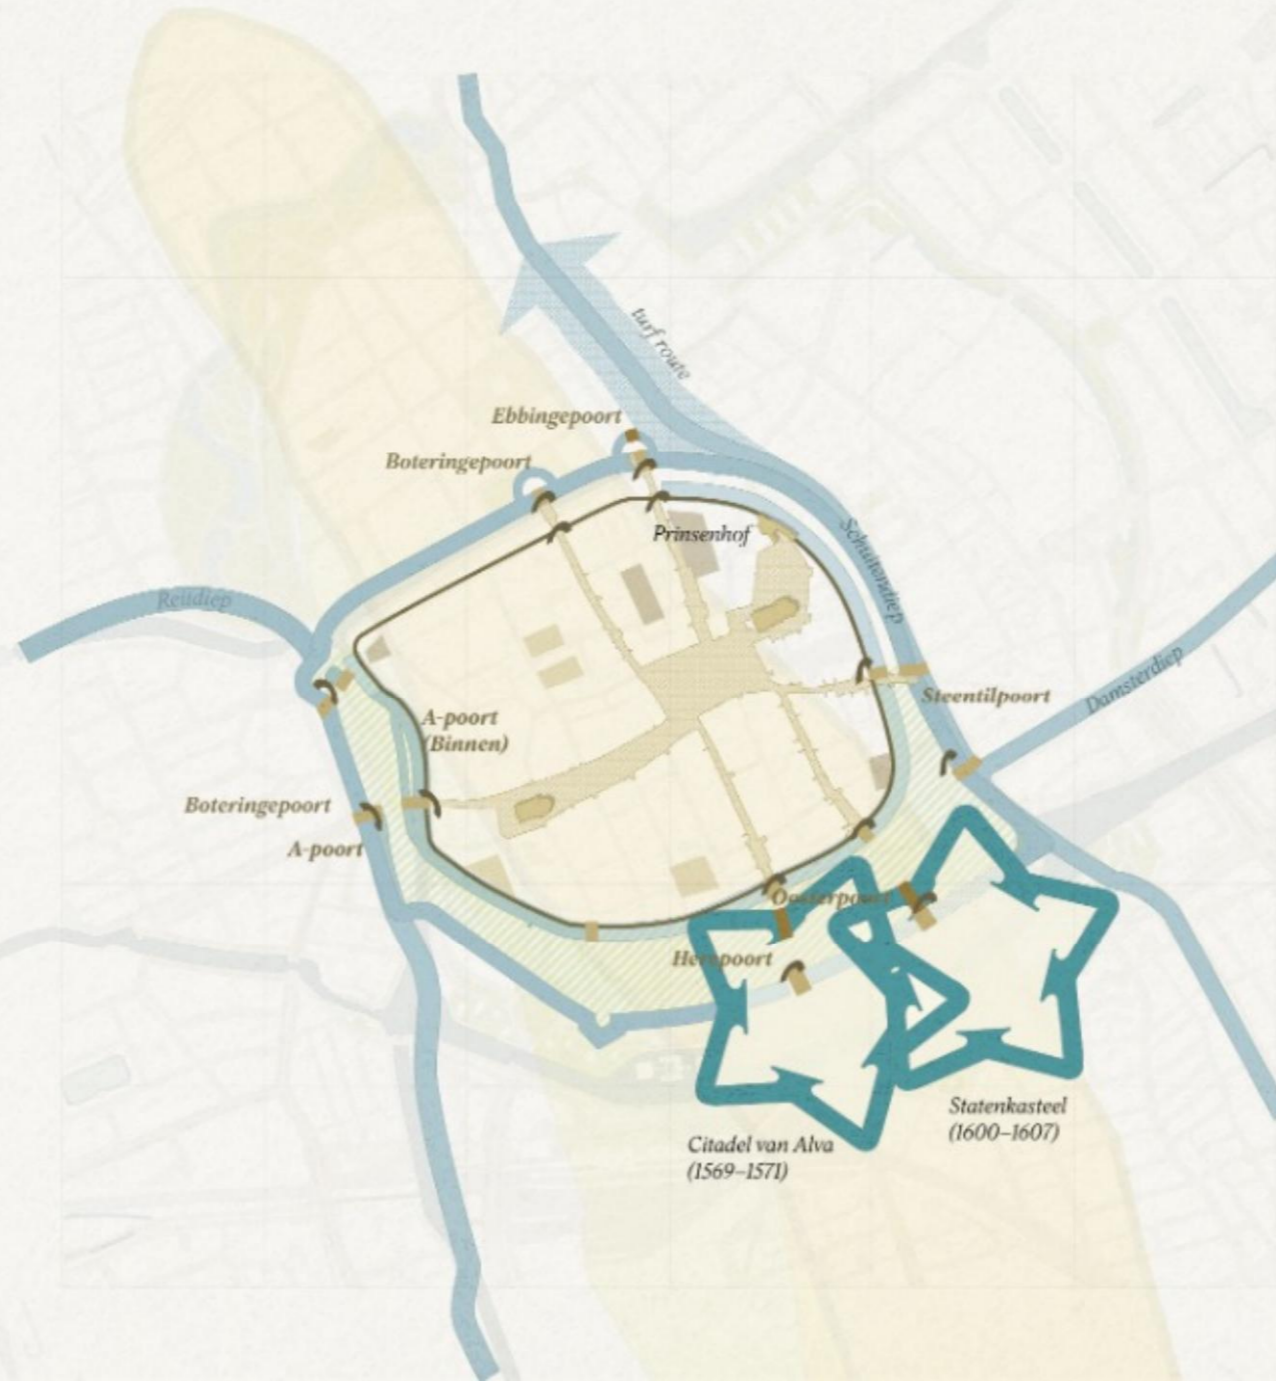 turf route
Ebbingepoort
Boteringepoort
Prinsenhof
Schuitendiep
Reitdiep
Damsterdiep
Steentilpoort
A-poort
(Binnen)
Boteringepoort
A-poort
Oosterpoort
Herepoort
Statenkasteel
(1600–1607)
Citadel van Alva
(1569–1571)